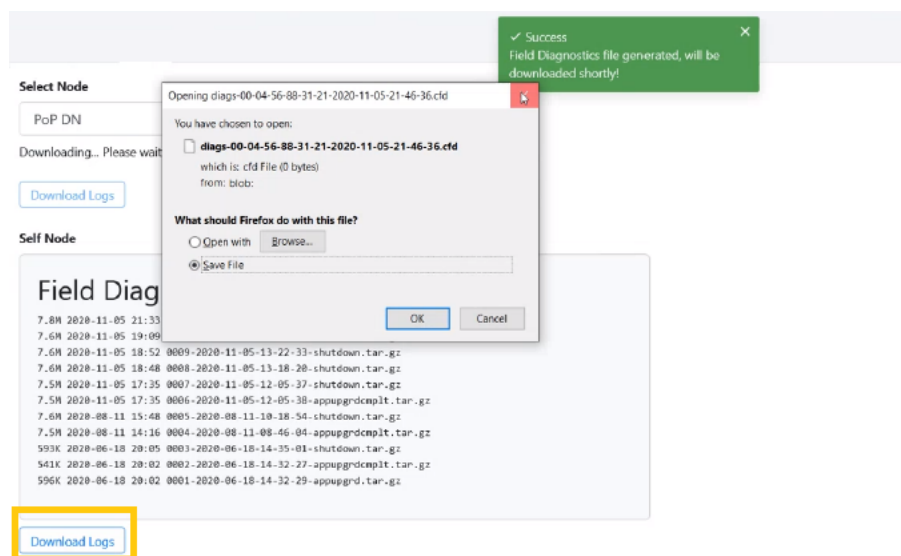 ✓ Success
Field Diagnostics file generated, will be
downloaded shortly!
Select Node
PoP DN
Downloading... Please wait
Download Logs
Opening diags-00-04-56-88-31-21-2020-11-05-21-46-36.cfd
You have chosen to open:
diags-00-04-56-88-31-21-2020-11-05-21-46-36.cfd
which is: cfd File (0 bytes)
from: blob:
What should Firefox do with this file?
Open with Browse...
Save File
OK Cancel
Self Node
Field Diag
7.8M 2020-11-05 21:33
7.6M 2020-11-05 19:09
7.6M 2020-11-05 18:52 0009-2020-11-05-13-22-33-shutdown.tar.gz
7.6M 2020-11-05 18:48 0008-2020-11-05-13-18-20-shutdown.tar.gz
7.5M 2020-11-05 17:35 0007-2020-11-05-12-05-37-shutdown.tar.gz
7.5M 2020-11-05 17:35 0006-2020-11-05-12-05-38-appupgrdcmplt.tar.gz
7.6M 2020-08-11 15:48 0005-2020-08-11-10-18-54-shutdown.tar.gz
7.5M 2020-08-11 14:16 0004-2020-08-11-08-46-04-appupgrdcmplt.tar.gz
593K 2020-06-18 20:05 0003-2020-06-18-14-35-01-shutdown.tar.gz
541K 2020-06-18 20:02 0002-2020-06-18-14-32-27-appupgrdcmplt.tar.gz
596K 2020-06-18 20:02 0001-2020-06-18-14-32-29-appupgrd.tar.gz
Download Logs